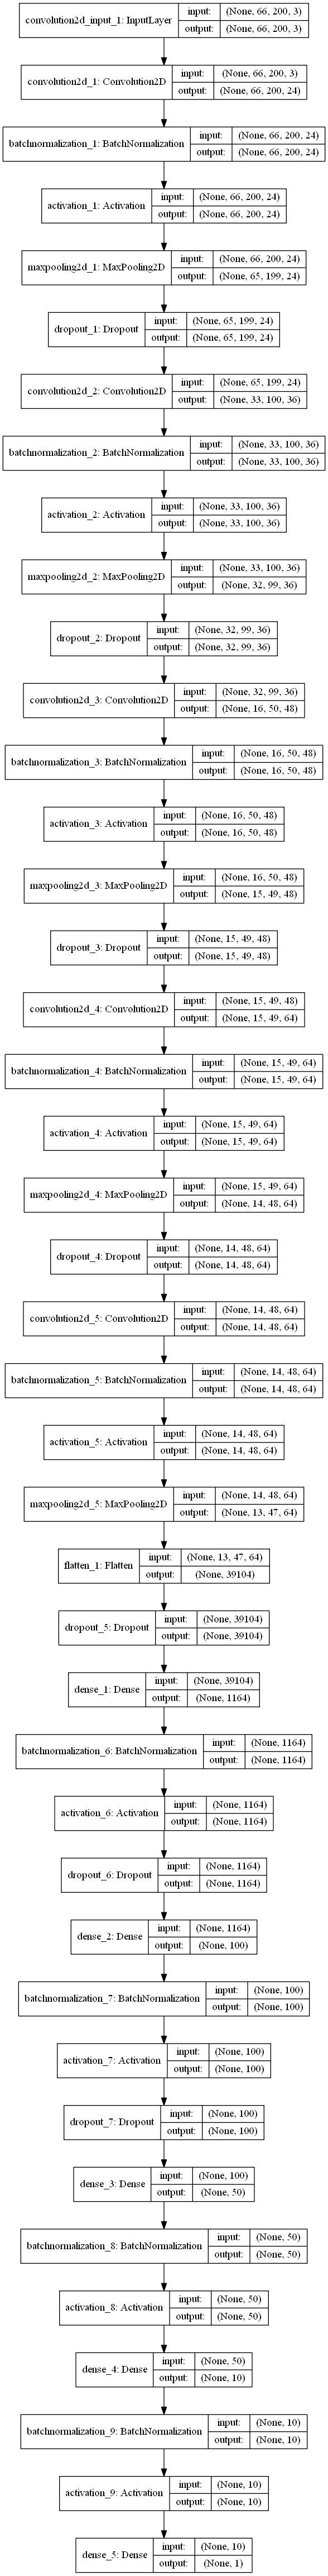 convolution2d_input_1: InputLayer
input: (None, 66, 200, 3)
output: (None, 66, 200, 3)
convolution2d_1: Convolution2D
input: (None, 66, 200, 3)
output: (None, 66, 200, 24)
batchnormalization_1: BatchNormalization
input: (None, 66, 200, 24)
output: (None, 66, 200, 24)
activation_1: Activation
input: (None, 66, 200, 24)
output: (None, 66, 200, 24)
maxpooling2d_1: MaxPooling2D
input: (None, 66, 200, 24)
output: (None, 65, 199, 24)
dropout_1: Dropout
input: (None, 65, 199, 24)
output: (None, 65, 199, 24)
convolution2d_2: Convolution2D
input: (None, 65, 199, 24)
output: (None, 33, 100, 36)
batchnormalization_2: BatchNormalization
input: (None, 33, 100, 36)
output: (None, 33, 100, 36)
activation_2: Activation
input: (None, 33, 100, 36)
output: (None, 33, 100, 36)
maxpooling2d_2: MaxPooling2D
input: (None, 33, 100, 36)
output: (None, 32, 99, 36)
dropout_2: Dropout
input: (None, 32, 99, 36)
output: (None, 32, 99, 36)
convolution2d_3: Convolution2D
input: (None, 32, 99, 36)
output: (None, 16, 50, 48)
batchnormalization_3: BatchNormalization
input: (None, 16, 50, 48)
output: (None, 16, 50, 48)
activation_3: Activation
input: (None, 16, 50, 48)
output: (None, 16, 50, 48)
maxpooling2d_3: MaxPooling2D
input: (None, 16, 50, 48)
output: (None, 15, 49, 48)
dropout_3: Dropout
input: (None, 15, 49, 48)
output: (None, 15, 49, 48)
convolution2d_4: Convolution2D
input: (None, 15, 49, 48)
output: (None, 15, 49, 64)
batchnormalization_4: BatchNormalization
input: (None, 15, 49, 64)
output: (None, 15, 49, 64)
activation_4: Activation
input: (None, 15, 49, 64)
output: (None, 15, 49, 64)
maxpooling2d_4: MaxPooling2D
input: (None, 15, 49, 64)
output: (None, 14, 48, 64)
dropout_4: Dropout
input: (None, 14, 48, 64)
output: (None, 14, 48, 64)
convolution2d_5: Convolution2D
input: (None, 14, 48, 64)
output: (None, 14, 48, 64)
batchnormalization_5: BatchNormalization
input: (None, 14, 48, 64)
output: (None, 14, 48, 64)
activation_5: Activation
input: (None, 14, 48, 64)
output: (None, 14, 48, 64)
maxpooling2d_5: MaxPooling2D
input: (None, 14, 48, 64)
output: (None, 13, 47, 64)
flatten_1: Flatten
input: (None, 13, 47, 64)
output: (None, 39104)
dropout_5: Dropout
input: (None, 39104)
output: (None, 39104)
dense_1: Dense
input: (None, 39104)
output: (None, 1164)
batchnormalization_6: BatchNormalization
input: (None, 1164)
output: (None, 1164)
activation_6: Activation
input: (None, 1164)
output: (None, 1164)
dropout_6: Dropout
input: (None, 1164)
output: (None, 1164)
dense_2: Dense
input: (None, 1164)
output: (None, 100)
batchnormalization_7: BatchNormalization
input: (None, 100)
output: (None, 100)
activation_7: Activation
input: (None, 100)
output: (None, 100)
dropout_7: Dropout
input: (None, 100)
output: (None, 100)
dense_3: Dense
input: (None, 100)
output: (None, 50)
batchnormalization_8: BatchNormalization
input: (None, 50)
output: (None, 50)
activation_8: Activation
input: (None, 50)
output: (None, 50)
dense_4: Dense
input: (None, 50)
output: (None, 10)
batchnormalization_9: BatchNormalization
input: (None, 10)
output: (None, 10)
activation_9: Activation
input: (None, 10)
output: (None, 10)
dense_5: Dense
input: (None, 10)
output: (None, 1)